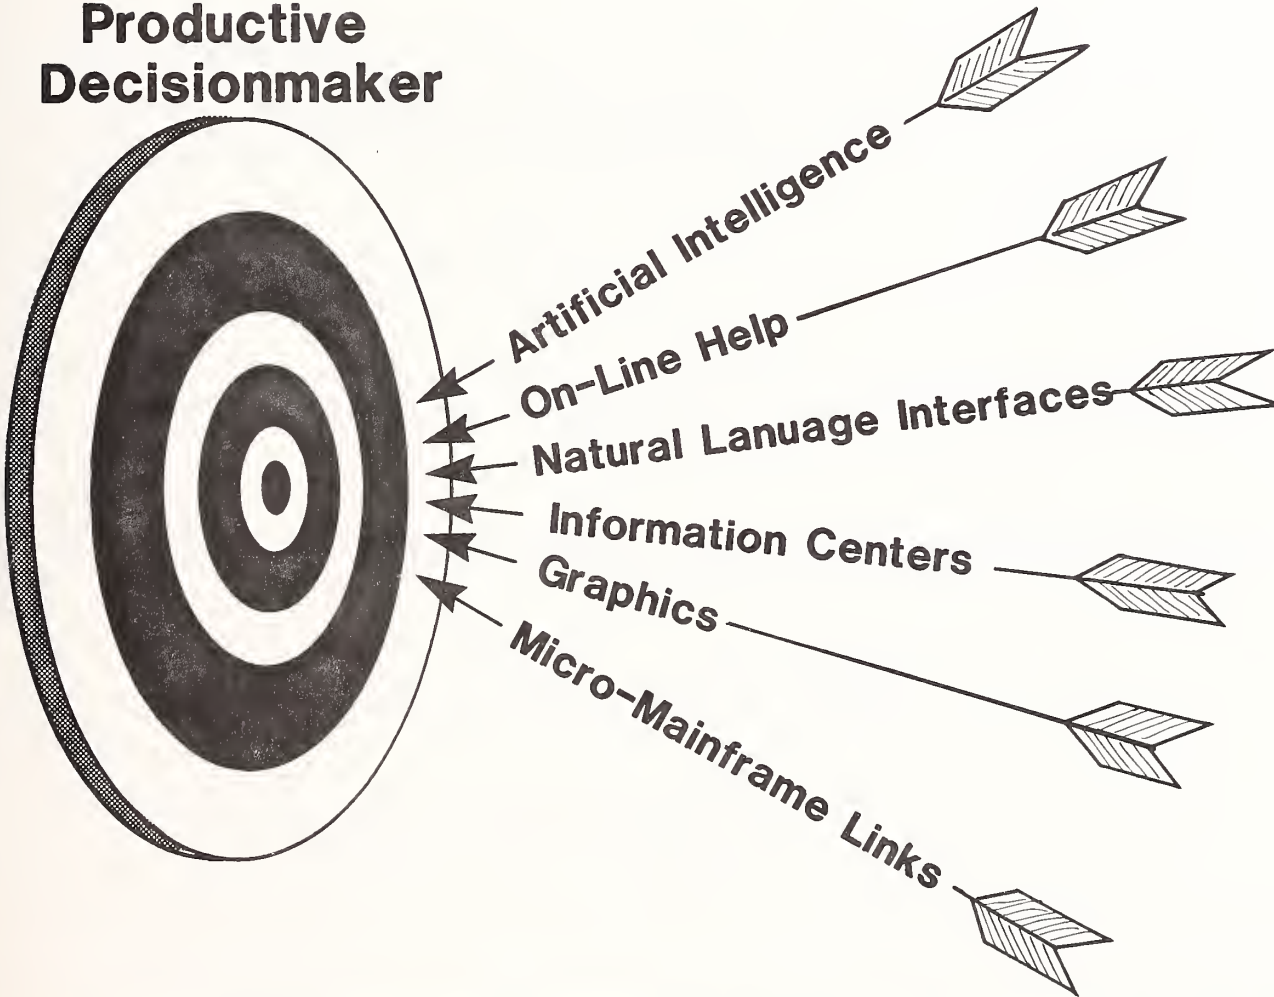 Productive
Decisionmaker
Artificial Intelligence
On-Line Help
Natural Lanuage Interfaces
Information Centers
Graphics
Micro-Mainframe Links